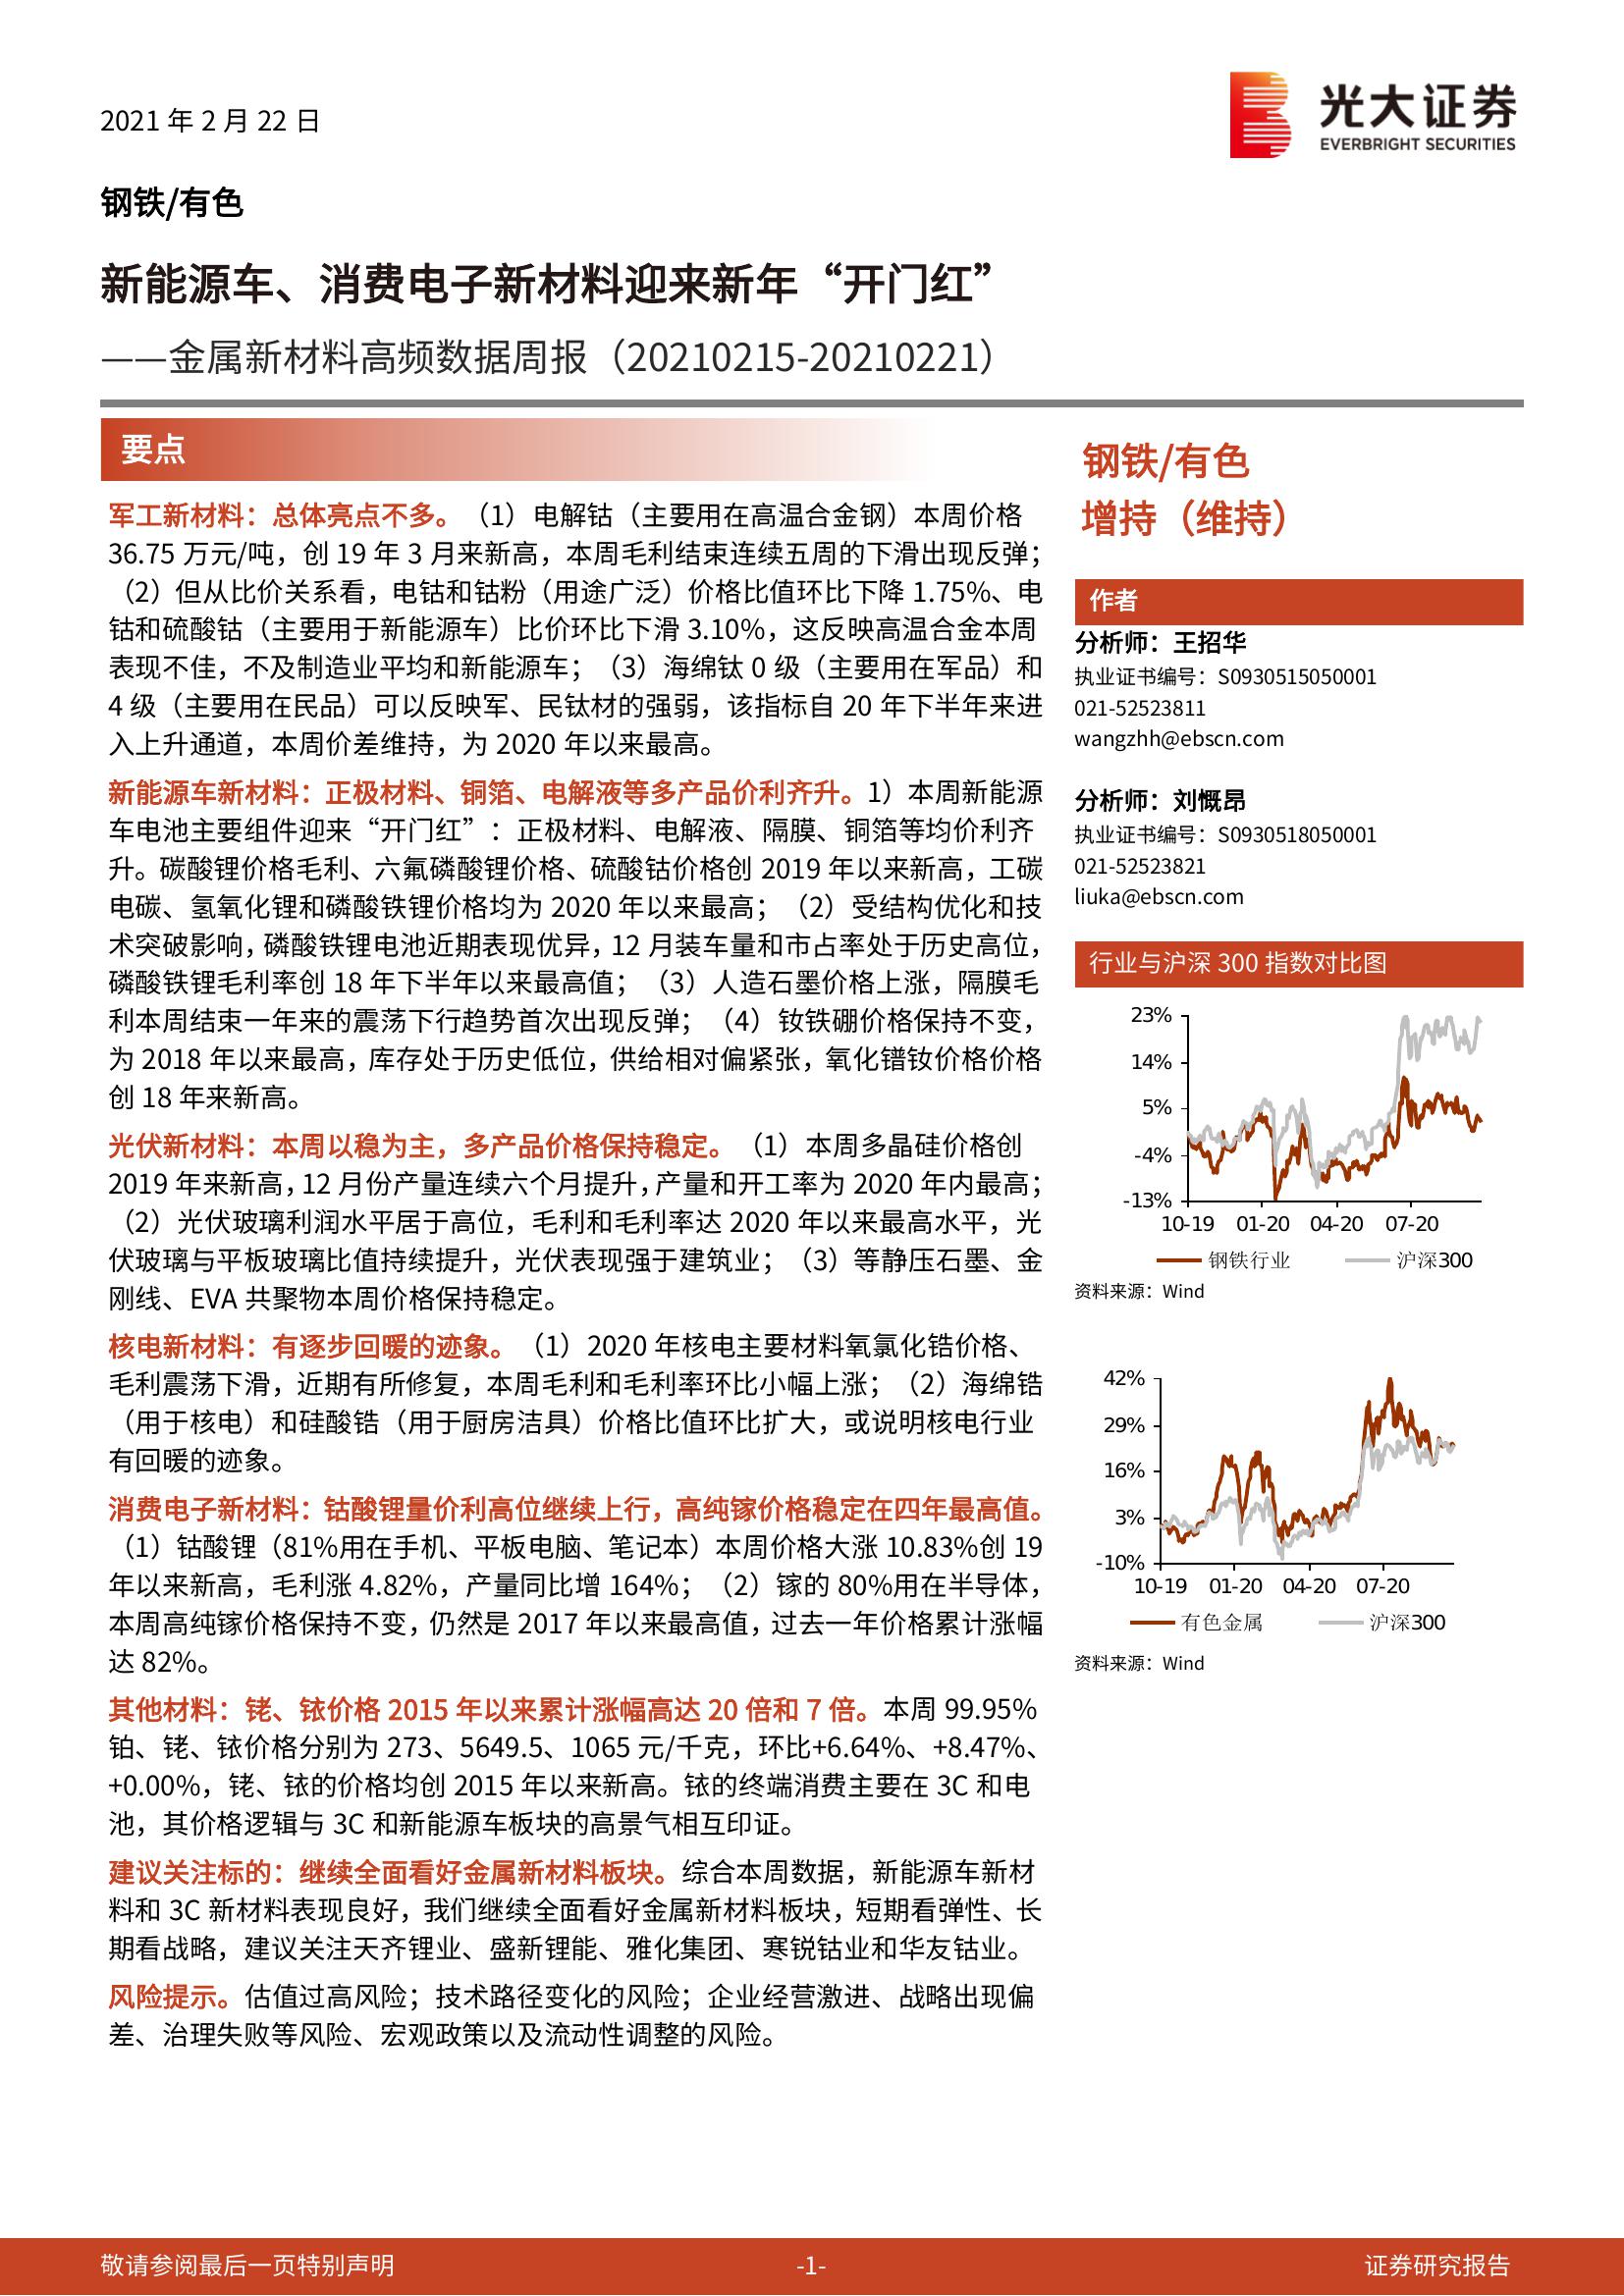 2021 年 2 月 22 日
光大证券
EVERBRIGHT SECURITIES
钢铁/有色
新能源车、消费电子新材料迎来新年“开门红”
——金属新材料高频数据周报（20210215-20210221）
要点
军工新材料：总体亮点不多。（1）电解钴（主要用在高温合金钢）本周价格
36.75 万元/吨，创 19 年 3 月来新高，本周毛利结束连续五周的下滑出现反弹；
（2）但从比价关系看，电钴和钴粉（用途广泛）价格比值环比下降 1.75%、电
钴和硫酸钴（主要用于新能源车）比价环比下滑 3.10%，这反映高温合金本周
表现不佳，不及制造业平均和新能源车；（3）海绵钛 0 级（主要用在军品）和
4 级（主要用在民品）可以反映军、民钛材的强弱，该指标自 20 年下半年来进
入上升通道，本周价差维持，为 2020 年以来最高。
新能源车新材料：正极材料、铜箔、电解液等多产品价利齐升。1）本周新能源
车电池主要组件迎来“开门红”：正极材料、电解液、隔膜、铜箔等均价利齐
升。碳酸锂价格毛利、六氟磷酸锂价格、硫酸钴价格创 2019 年以来新高，工碳
电碳、氢氧化锂和磷酸铁锂价格均为 2020 年以来最高；（2）受结构优化和技
术突破影响，磷酸铁锂电池近期表现优异，12 月装车量和市占率处于历史高位，
磷酸铁锂毛利率创 18 年下半年以来最高值；（3）人造石墨价格上涨，隔膜毛
利本周结束一年来的震荡下行趋势首次出现反弹；（4）钕铁硼价格保持不变，
为 2018 年以来最高，库存处于历史低位，供给相对偏紧张，氧化镨钕价格价格
创 18 年来新高。
光伏新材料：本周以稳为主，多产品价格保持稳定。（1）本周多晶硅价格创
2019 年来新高，12 月份产量连续六个月提升，产量和开工率为 2020 年内最高；
（2）光伏玻璃利润水平居于高位，毛利和毛利率达 2020 年以来最高水平，光
伏玻璃与平板玻璃比值持续提升，光伏表现强于建筑业；（3）等静压石墨、金
刚线、EVA 共聚物本周价格保持稳定。
核电新材料：有逐步回暖的迹象。（1）2020 年核电主要材料氧氯化锆价格、
毛利震荡下滑，近期有所修复，本周毛利和毛利率环比小幅上涨；（2）海绵锆
（用于核电）和硅酸锆（用于厨房洁具）价格比值环比扩大，或说明核电行业
有回暖的迹象。
消费电子新材料：钴酸锂量价利高位继续上行，高纯镓价格稳定在四年最高值。
（1）钴酸锂（81%用在手机、平板电脑、笔记本）本周价格大涨 10.83%创 19
年以来新高，毛利涨 4.82%，产量同比增 164%；（2）镓的 80%用在半导体，
本周高纯镓价格保持不变，仍然是 2017 年以来最高值，过去一年价格累计涨幅
达 82%。
其他材料：铑、铱价格 2015 年以来累计涨幅高达 20 倍和 7 倍。本周 99.95%
铂、铑、铱价格分别为 273、5649.5、1065 元/千克，环比+6.64%、+8.47%、
+0.00%，铑、铱的价格均创 2015 年以来新高。铱的终端消费主要在 3C 和电
池，其价格逻辑与 3C 和新能源车板块的高景气相互印证。
建议关注标的：继续全面看好金属新材料板块。综合本周数据，新能源车新材
料和 3C 新材料表现良好，我们继续全面看好金属新材料板块，短期看弹性、长
期看战略，建议关注天齐锂业、盛新锂能、雅化集团、寒锐钴业和华友钴业。
风险提示。估值过高风险；技术路径变化的风险；企业经营激进、战略出现偏
差、治理失败等风险、宏观政策以及流动性调整的风险。
钢铁/有色
增持（维持）
作者
分析师：王招华
执业证书编号：S0930515050001
021-52523811
wangzhh@ebscn.com
分析师：刘慨昂
执业证书编号：S0930518050001
021-52523821
liuka@ebscn.com
行业与沪深 300 指数对比图
23%
14%
5%
-4%
-13%
10-19 01-20 04-20 07-20
钢铁行业 沪深300
资料来源：Wind
42%
29%
16%
3%
-10%
10-19 01-20 04-20 07-20
有色金属 沪深300
资料来源：Wind
敬请参阅最后一页特别声明 -1- 证券研究报告